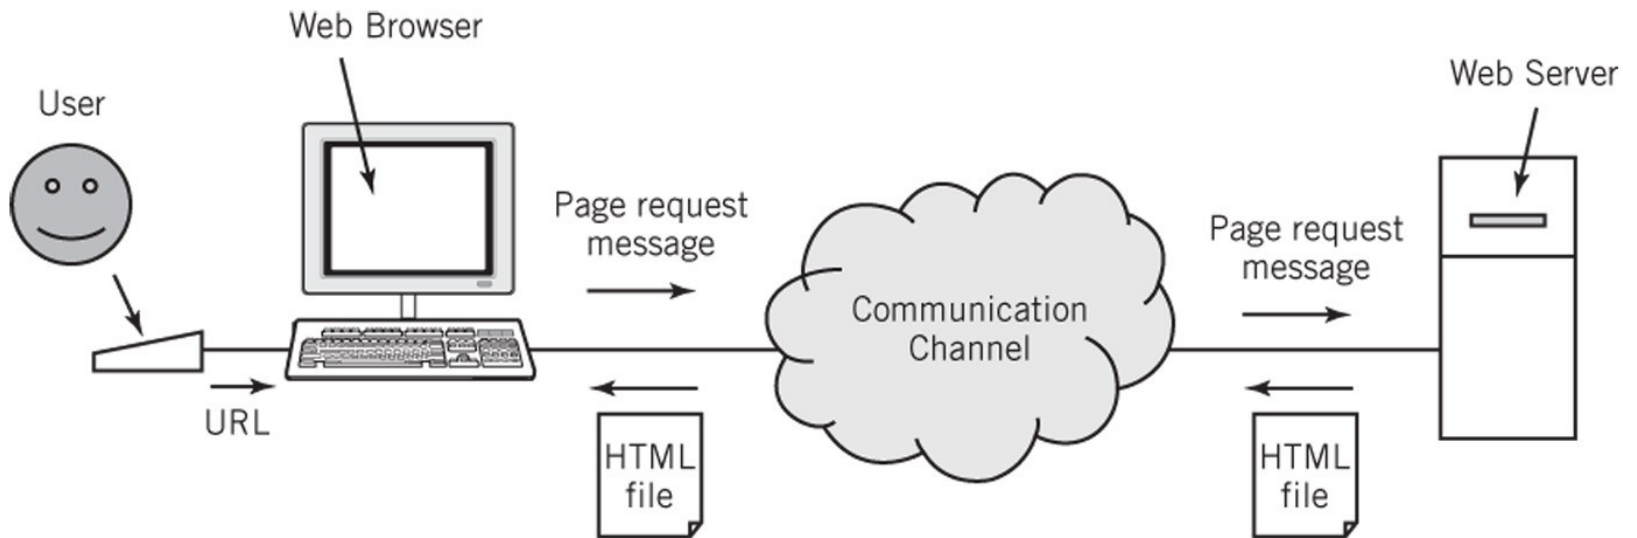 Web Browser
User
Web Server
Page request
message
Page request
message
Communication
Channel
URL
HTML
file
HTML
file